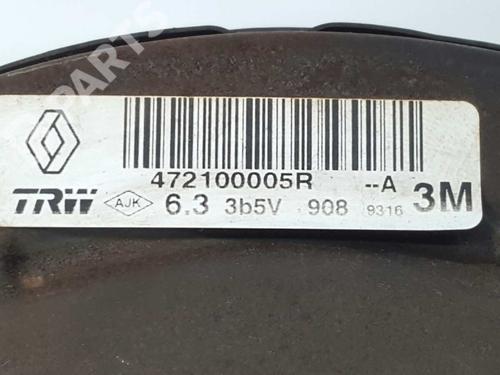 472100005R --A
TRW AJK 6.3 3b5V 908 9316 3M
B-PARTS